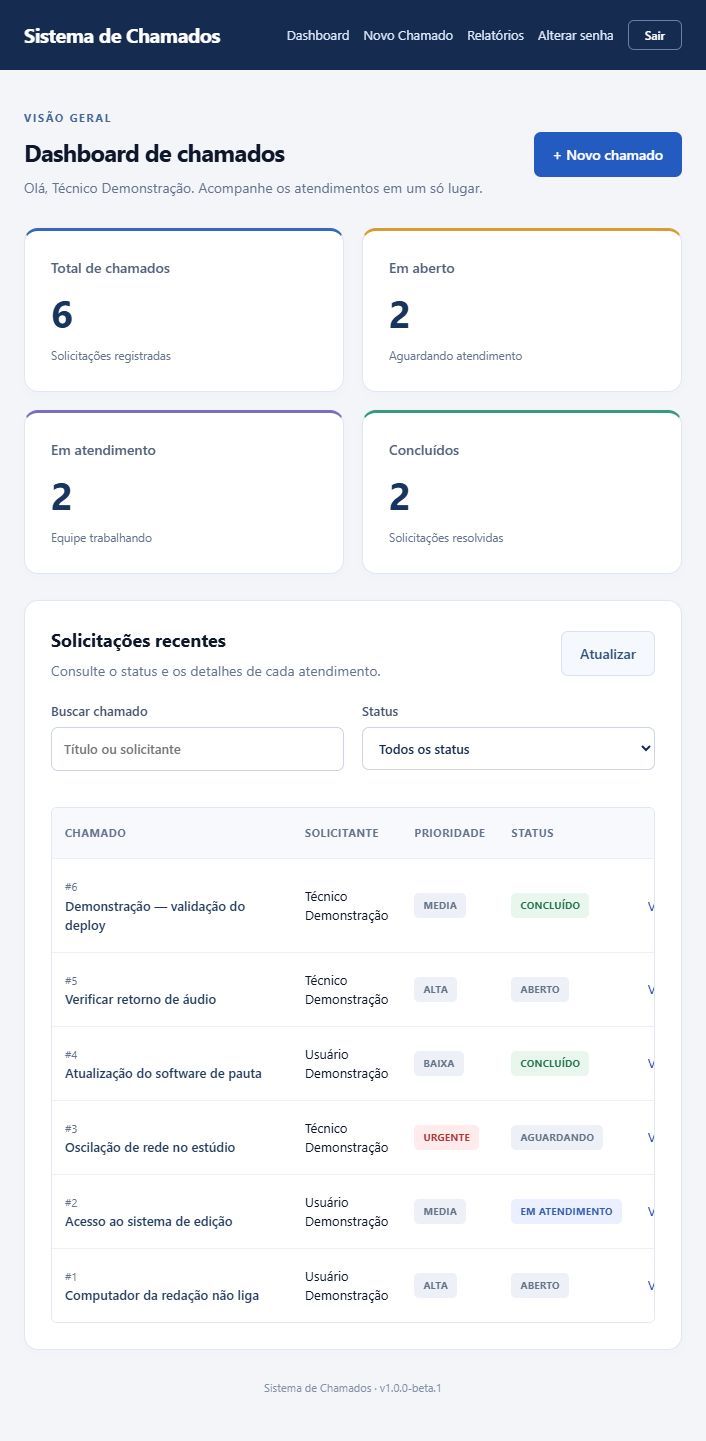 Sistema de Chamados
Dashboard
Novo Chamado
Relatórios
Alterar senha
Sair
VISÃO GERAL
Dashboard de chamados
Olá, Técnico Demonstração. Acompanhe os atendimentos em um só lugar.
+ Novo chamado
Total de chamados
6
Solicitações registradas
Em aberto
2
Aguardando atendimento
Em atendimento
2
Equipe trabalhando
Concluídos
2
Solicitações resolvidas
Solicitações recentes
Consulte o status e os detalhes de cada atendimento.
Atualizar
Buscar chamado
Título ou solicitante
Status
Todos os status
CHAMADO
SOLICITANTE
PRIORIDADE
STATUS
#6
Demonstração — validação do
deploy
Técnico
Demonstração
MEDIA
CONCLUÍDO
#5
Verificar retorno de áudio
Técnico
Demonstração
ALTA
ABERTO
#4
Atualização do software de pauta
Usuário
Demonstração
BAIXA
CONCLUÍDO
#3
Oscilação de rede no estúdio
Técnico
Demonstração
URGENTE
AGUARDANDO
#2
Acesso ao sistema de edição
Usuário
Demonstração
MEDIA
EM ATENDIMENTO
#1
Computador da redação não liga
Usuário
Demonstração
ALTA
ABERTO
Sistema de Chamados · v1.0.0-beta.1